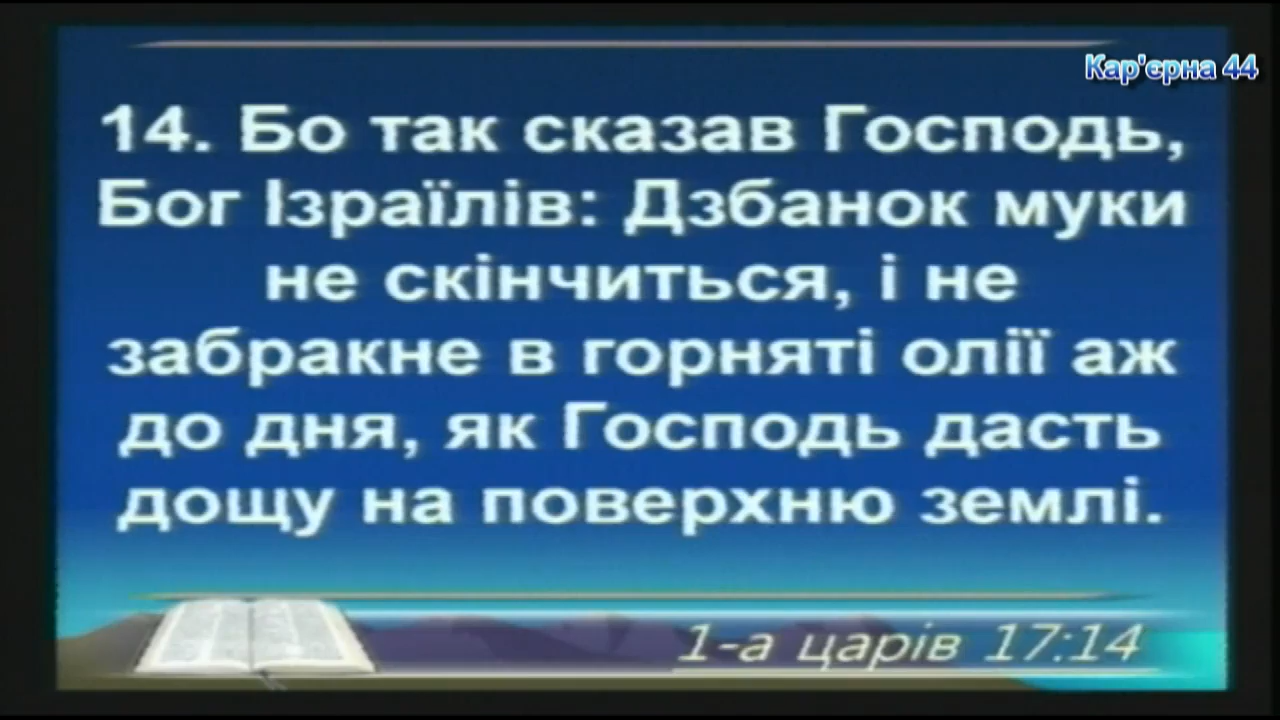 Кар'єрна 44
14. Бо так сказав Господь,
Бог Ізраїлів: Дзбанок муки
не скінчиться, і не
забракне в горняті олії аж
до дня, як Господь дасть
дощу на поверхню землі.
1-а царів 17:14